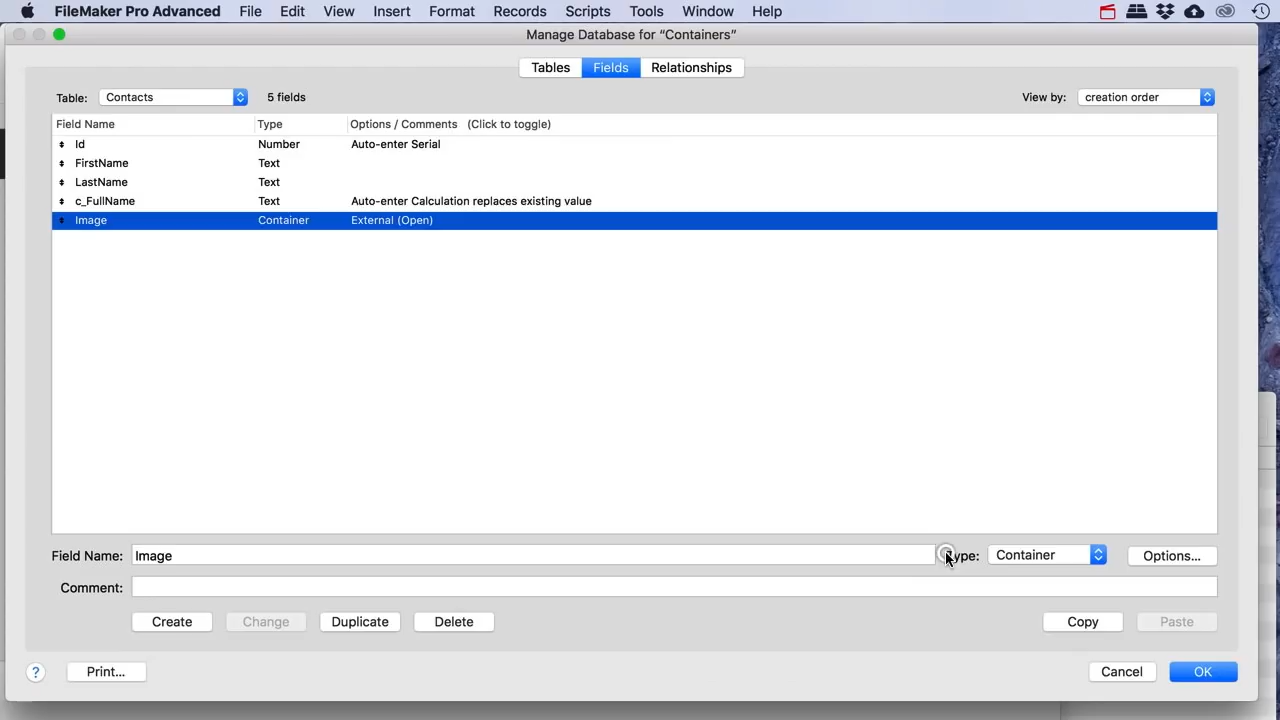 FileMaker Pro Advanced File Edit View Insert Format Records Scripts Tools Window Help
Manage Database for “Containers”
Tables Fields Relationships
Table: Contacts 5 fields View by: creation order
Field Name Type Options / Comments (Click to toggle)
Id Number Auto-enter Serial
FirstName Text
LastName Text
c_FullName Text Auto-enter Calculation replaces existing value
Image Container External (Open)
Field Name: Image Type: Container Options...
Comment:
Create Change Duplicate Delete Copy Paste
? Print... Cancel OK